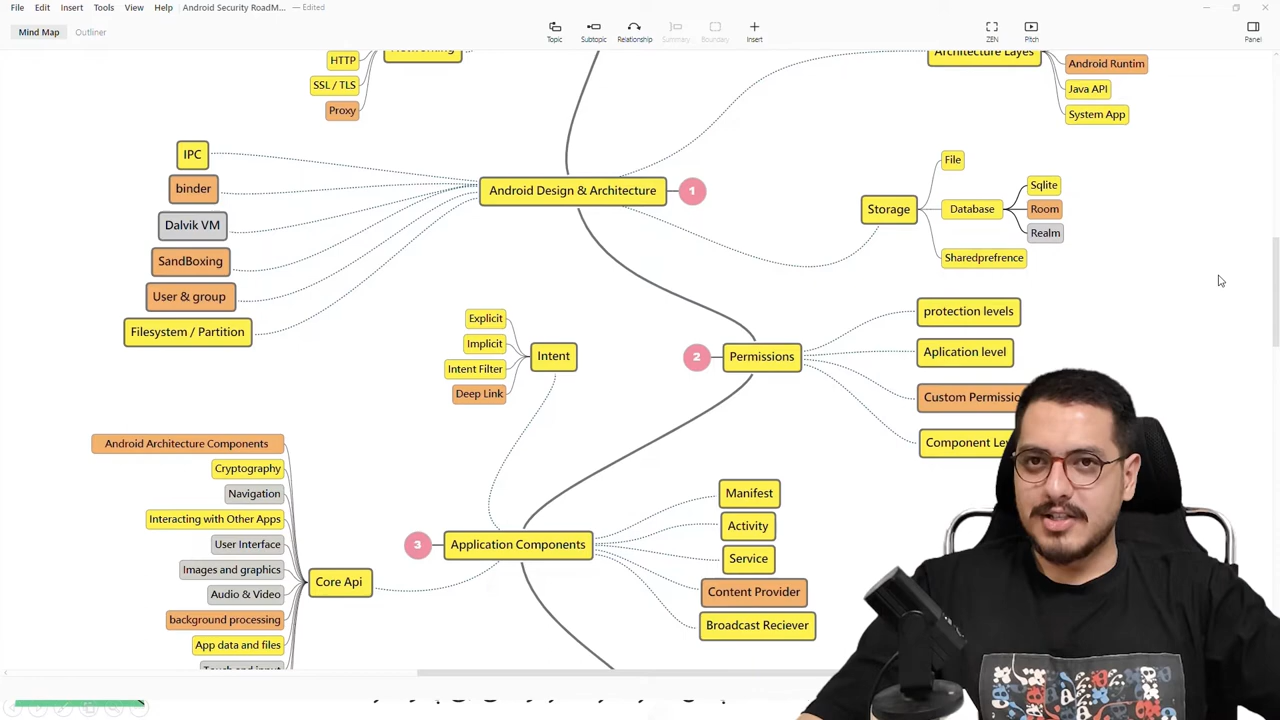 File Edit Insert Tools View Help Android Security RoadM... — Edited
Mind Map Outliner
Topic Subtopic Relationship Summary Boundary Insert ZEN Pitch Panel
Networking
HTTP
SSL / TLS
Proxy
Architecture Layes
Android Runtim
Java API
System App
IPC
binder
Dalvik VM
SandBoxing
User & group
Filesystem / Partition
Android Design & Architecture
1
Storage
File
Database
Sqlite
Room
Realm
Sharedprefrence
Explicit
Implicit
Intent Filter
Deep Link
Intent
2
Permissions
protection levels
Aplication level
Custom Permissio
Component Le
Android Architecture Components
Cryptography
Navigation
Interacting with Other Apps
User Interface
Images and graphics
Audio & Video
background processing
App data and files
Touch and input
Core Api
3
Application Components
Manifest
Activity
Service
Content Provider
Broadcast Reciever